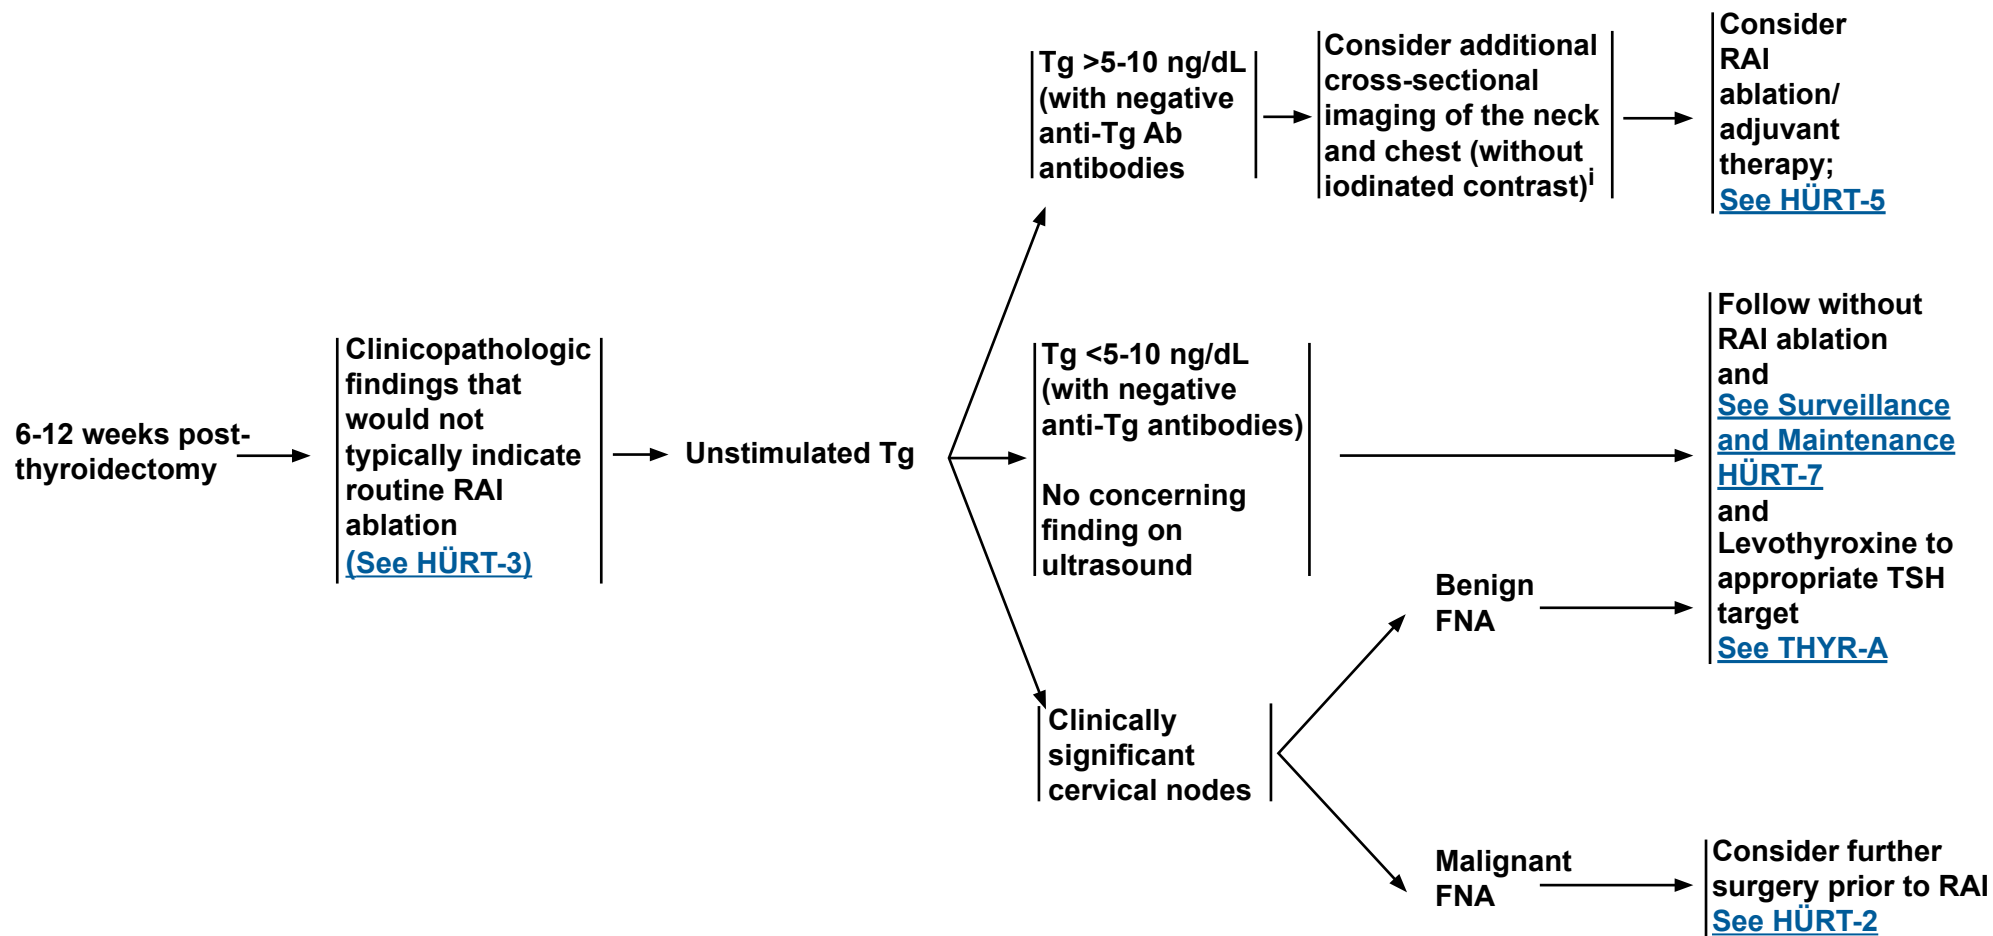 6-12 weeks post-
thyroidectomy
Clinicopathologic
findings that
would not
typically indicate
routine RAI
ablation
(See HÜRT-3)
Unstimulated Tg
Tg >5-10 ng/dL
(with negative
anti-Tg Ab
antibodies
Consider additional
cross-sectional
imaging of the neck
and chest (without
iodinated contrast)i
Consider
RAI
ablation/
adjuvant
therapy;
See HÜRT-5
Tg <5-10 ng/dL
(with negative
anti-Tg antibodies)
No concerning
finding on
ultrasound
Follow without
RAI ablation
and
See Surveillance
and Maintenance
HÜRT-7
and
Levothyroxine to
appropriate TSH
target
See THYR-A
Clinically
significant
cervical nodes
Benign
FNA
Malignant
FNA
Consider further
surgery prior to RAI
See HÜRT-2